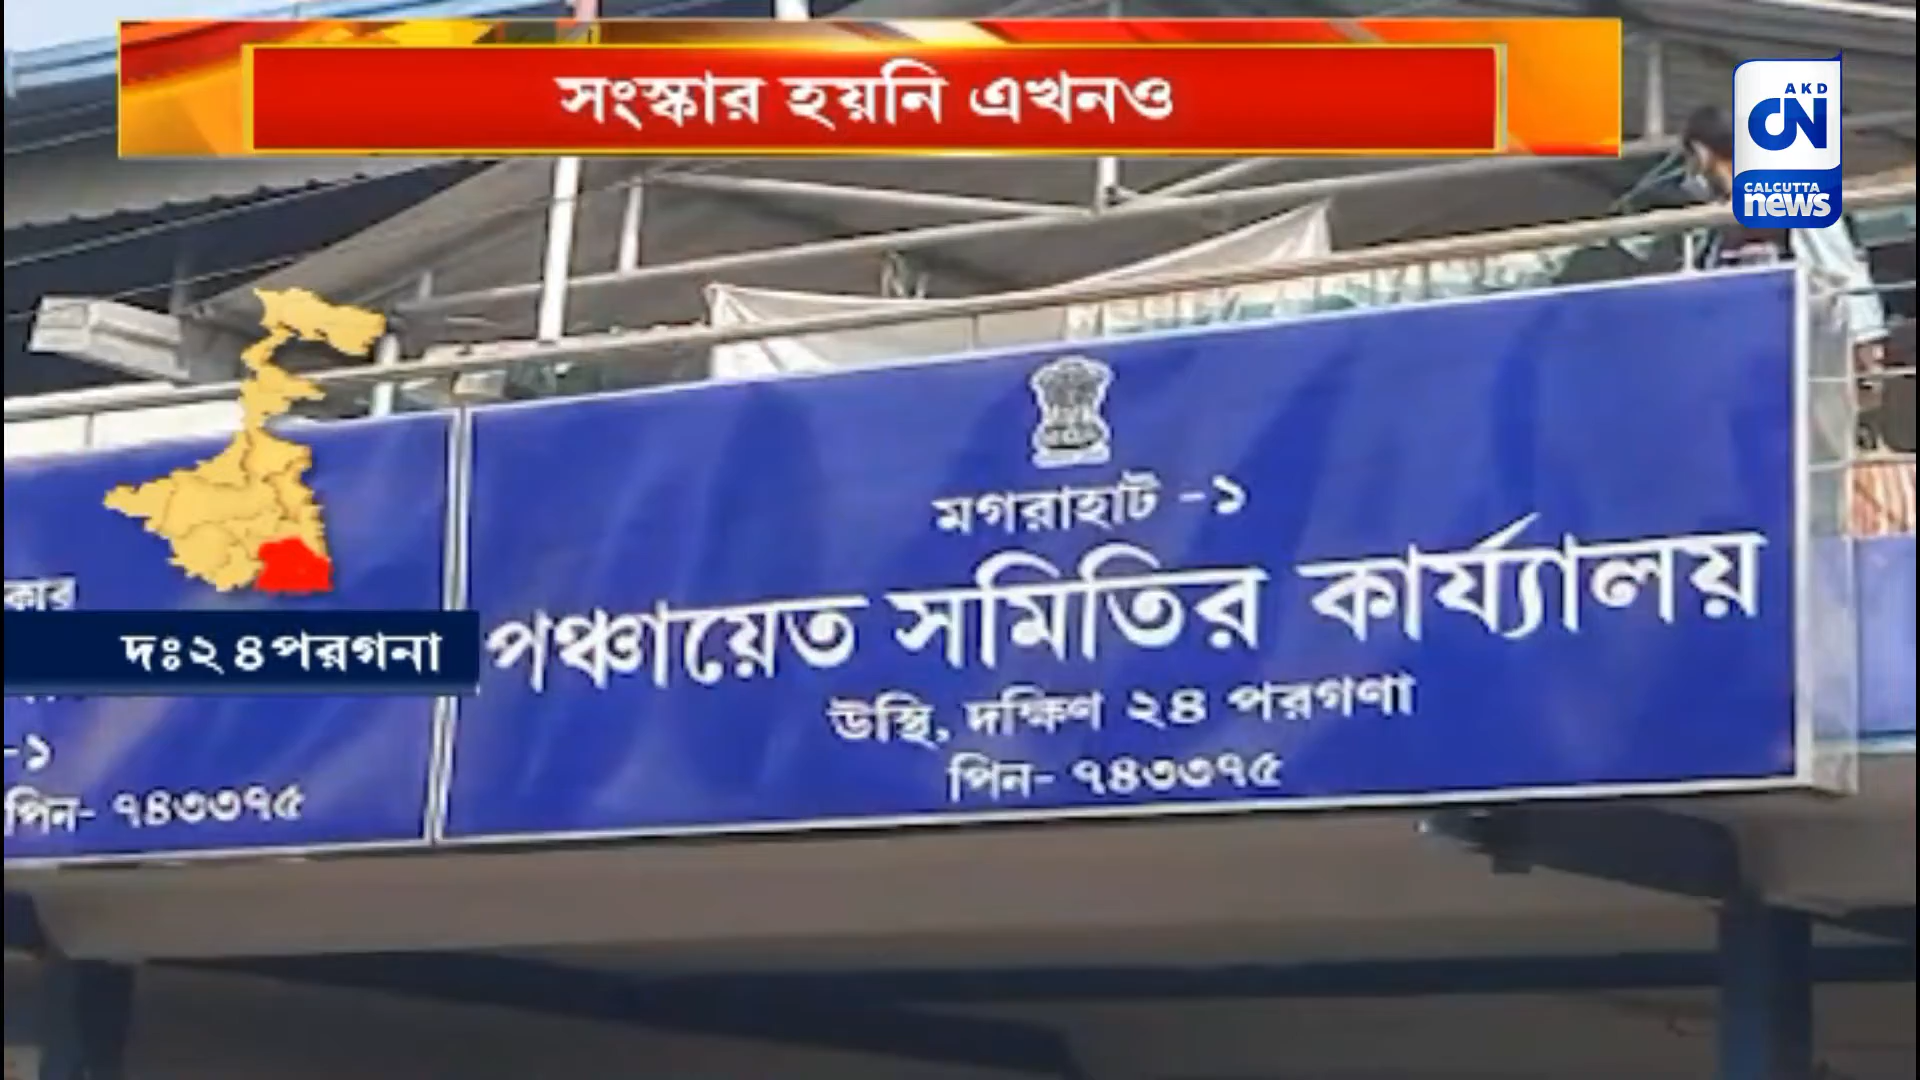 সংস্কার হয়নি এখনও
AKD
CN
CALCUTTA
news
মগরাহাট -১
পঞ্চায়েত সমিতির কার্য্যালয়
উস্থি, দক্ষিণ ২৪ পরগণা
পিন- ৭৪৩৩৭৫
কার
দঃ২৪পরগনা
-১
পিন- ৭৪৩৩৭৫